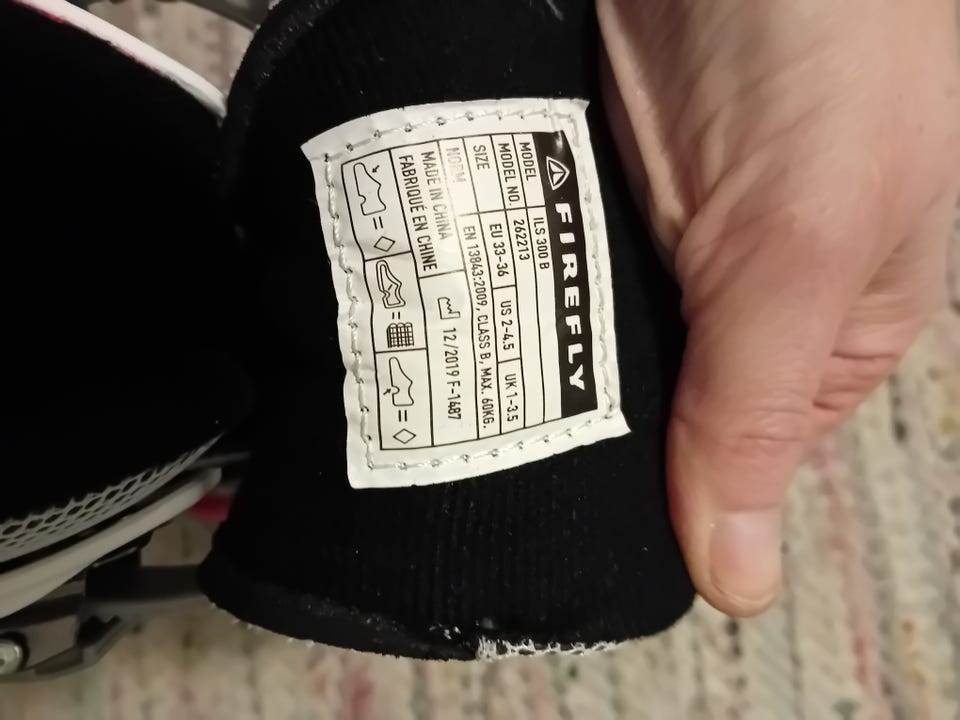 FIREFLY
MODEL ILS 300 B
MODEL NO. 262213
SIZE EU 33-36 US 2-4,5 UK 1-3.5
NORM EN 13843:2009, CLASS B, MAX. 60KG.
MADE IN CHINA
FABRIQUÉ EN CHINE
12/2019 F-1487